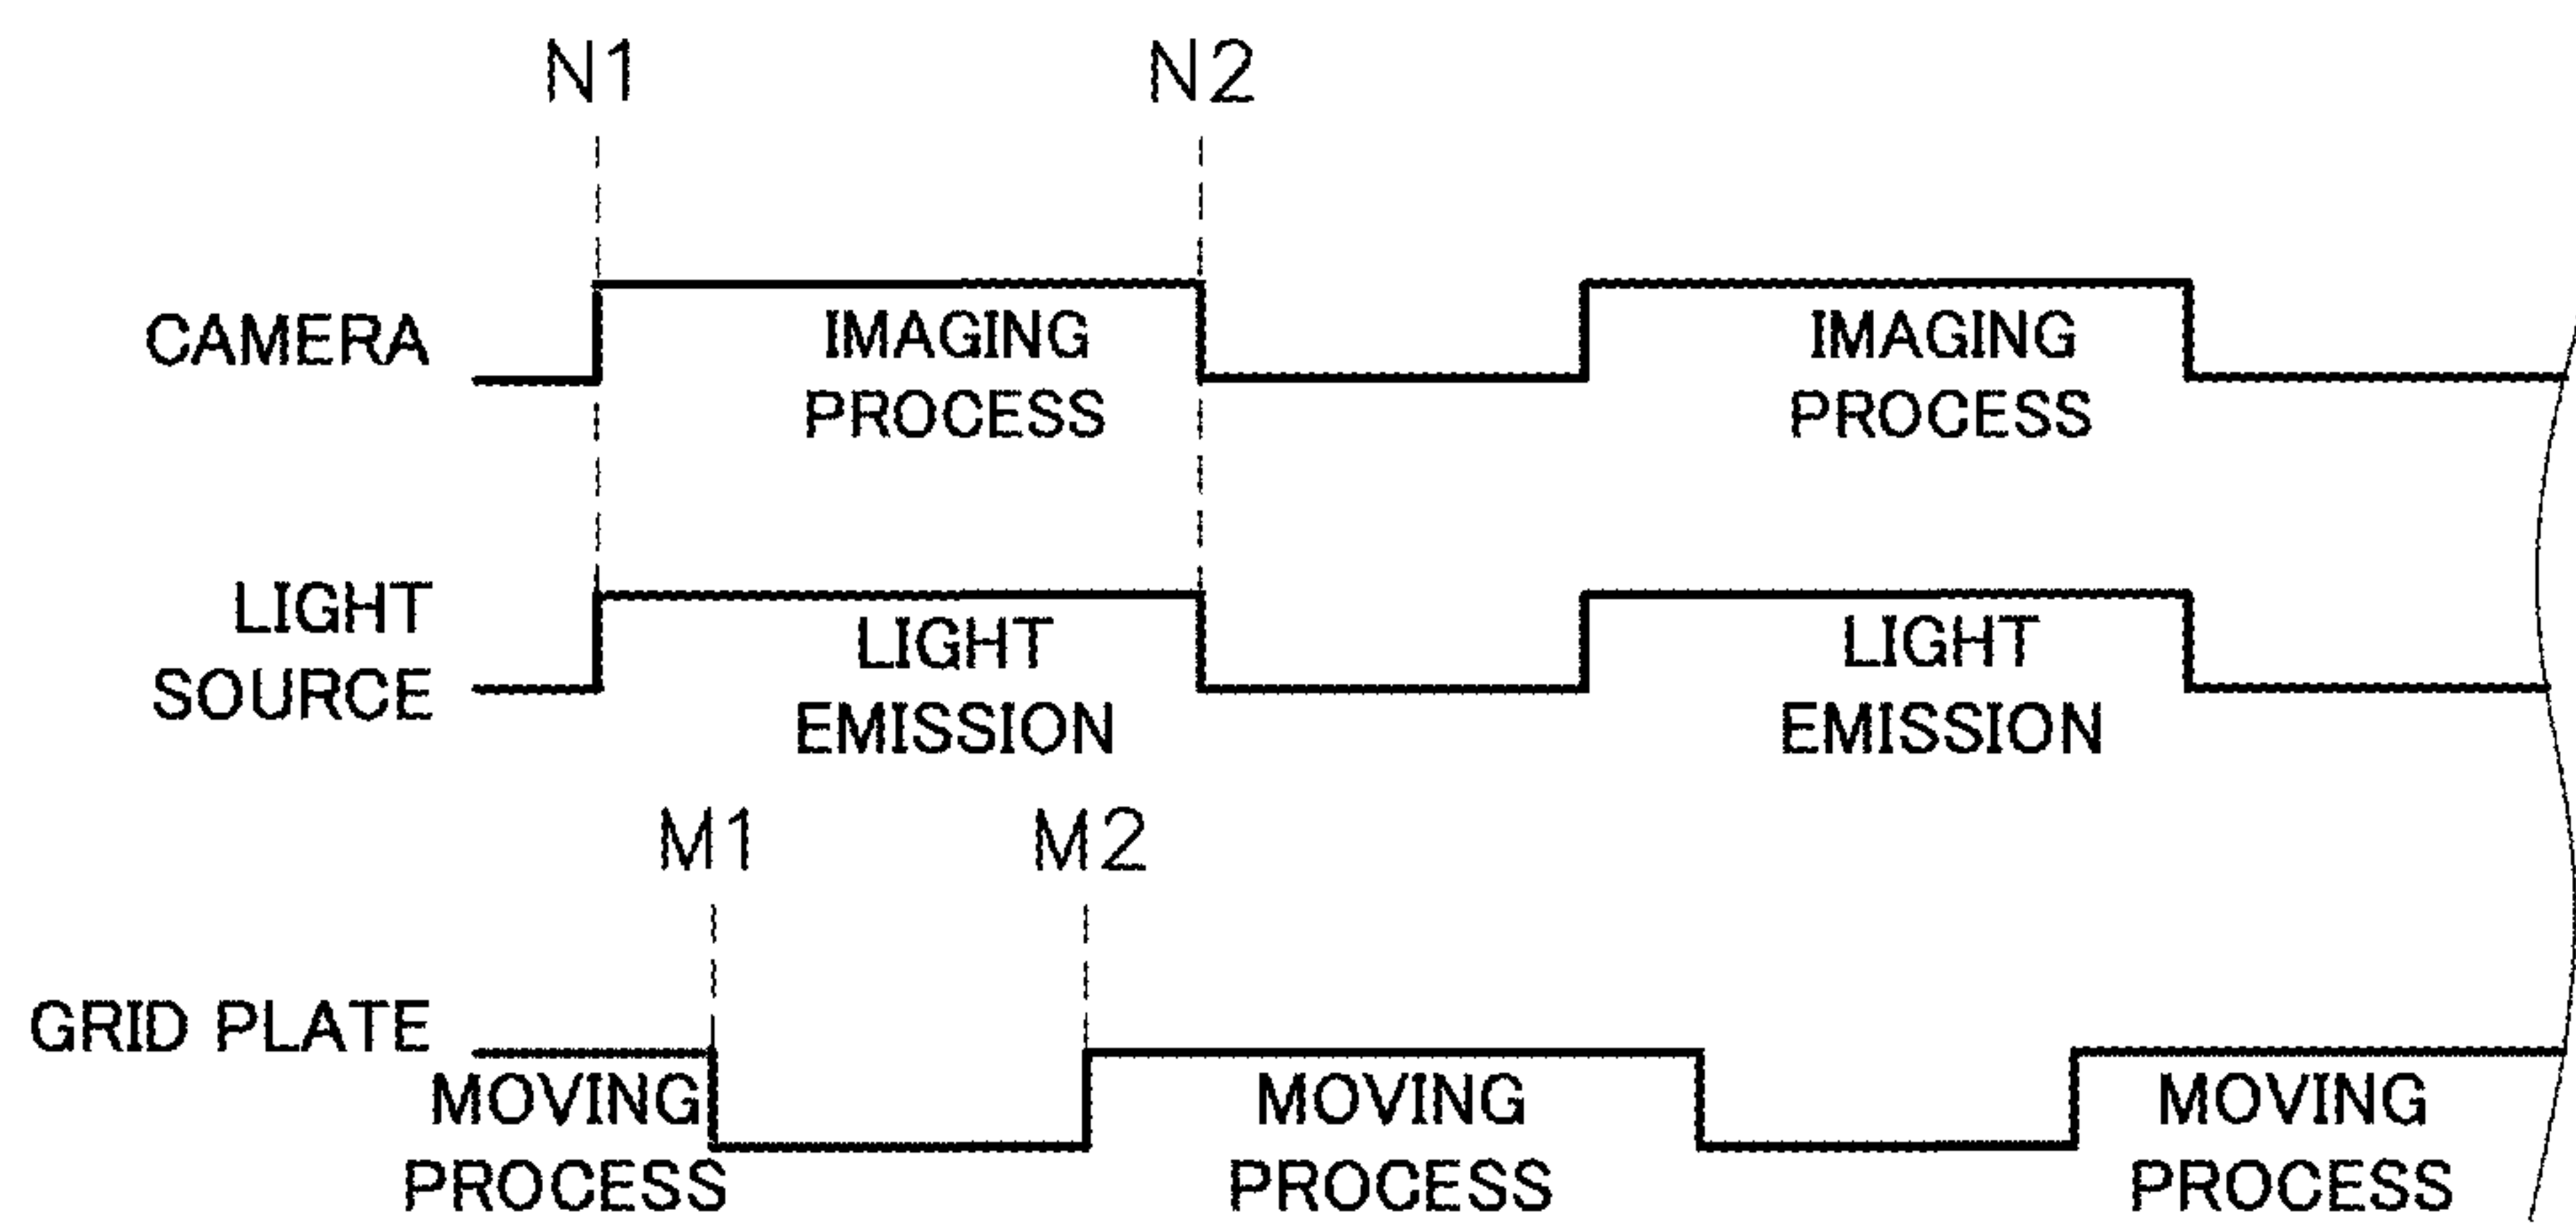 N1 N2
CAMERA
IMAGING
PROCESS
IMAGING
PROCESS
LIGHT
SOURCE
LIGHT
EMISSION
LIGHT
EMISSION
M1 M2
GRID PLATE
MOVING
PROCESS
MOVING
PROCESS
MOVING
PROCESS